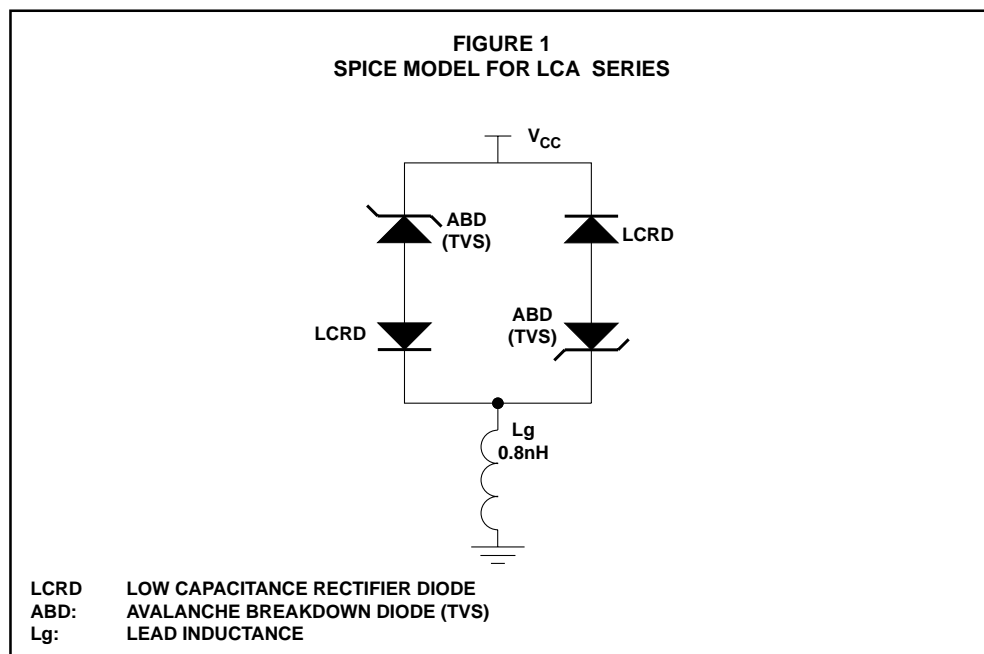 FIGURE 1
SPICE MODEL FOR LCA SERIES
VCC
ABD
(TVS)
LCRD
LCRD
ABD
(TVS)
Lg
0.8nH
LCRD LOW CAPACITANCE RECTIFIER DIODE
ABD: AVALANCHE BREAKDOWN DIODE (TVS)
Lg: LEAD INDUCTANCE